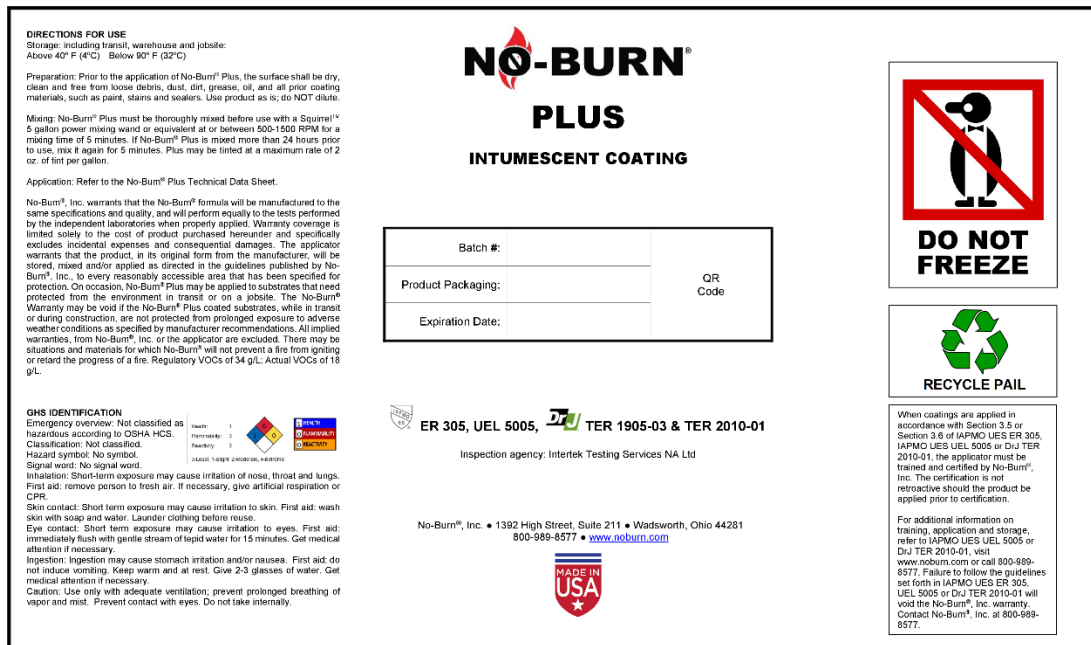 DIRECTIONS FOR USE
Storage: including transit, warehouse and jobsite:
Above 40° F (4°C) Below 90° F (32°C)
Preparation: Prior to the application of No-Burn® Plus, the surface shall be dry,
clean and free from loose debris, dust, dirt, grease, oil, and all prior coating
materials, such as paint, stains and sealers. Use product as is; do NOT dilute.
Mixing: No-Burn® Plus must be thoroughly mixed before use with a Squirrel™
5 gallon power mixing wand or equivalent at or between 500-1500 RPM for a
mixing time of 5 minutes. If No-Burn® Plus is mixed more than 24 hours prior
to use, mix it again for 5 minutes. Plus may be tinted at a maximum rate of 2
oz. of tint per gallon.
Application: Refer to the No-Burn® Plus Technical Data Sheet.
No-Burn®, Inc. warrants that the No-Burn® formula will be manufactured to the
same specifications and quality, and will perform equally to the tests performed
by the independent laboratories when properly applied. Warranty coverage is
limited solely to the cost of product purchased hereunder and specifically
excludes incidental expenses and consequential damages. The applicator
warrants that the product, in its original form from the manufacturer, will be
stored, mixed and/or applied as directed in the guidelines published by No-
Burn®. Inc., to every reasonably accessible area that has been specified for
protection. On occasion, No-Burn® Plus may be applied to substrates that need
protected from the environment in transit or on a jobsite. The No-Burn®
Warranty may be void if the No-Burn® Plus coated substrates, while in transit
or during construction, are not protected from prolonged exposure to adverse
weather conditions as specified by manufacturer recommendations. All implied
warranties, from No-Burn®, Inc. or the applicator are excluded. There may be
situations and materials for which No-Burn® will not prevent a fire from igniting
or retard the progress of a fire. Regulatory VOCs of 34 g/L: Actual VOCs of 18
g/L.
GHS IDENTIFICATION
Emergency overview: Not classified as
hazardous according to OSHA HCS.
Classification: Not classified.
Hazard symbol: No symbol.
Signal word: No signal word.
Health: 1
Flammability: 0
Reactivity: 0
0-Least, 1-Slight 2-Moderate, 4-Extreme
1 0 0
1 HEALTH
0 FLAMMABILITY
0 REACTIVITY
Inhalation: Short-term exposure may cause irritation of nose, throat and lungs.
First aid: remove person to fresh air. If necessary, give artificial respiration or
CPR.
Skin contact: Short term exposure may cause irritation to skin. First aid: wash
skin with soap and water. Launder clothing before reuse.
Eye contact: Short term exposure may cause irritation to eyes. First aid:
immediately flush with gentle stream of tepid water for 15 minutes. Get medical
attention if necessary.
Ingestion: Ingestion may cause stomach irritation and/or nausea. First aid: do
not induce vomiting. Keep warm and at rest. Give 2-3 glasses of water. Get
medical attention if necessary.
Caution: Use only with adequate ventilation; prevent prolonged breathing of
vapor and mist. Prevent contact with eyes. Do not take internally.
NO-BURN®
PLUS
INTUMESCENT COATING
Batch #:
Product Packaging:
Expiration Date:
QR
Code
ER 305, UEL 5005, DrJ TER 1905-03 & TER 2010-01
Inspection agency: Intertek Testing Services NA Ltd
No-Burn®, Inc. ● 1392 High Street, Suite 211 ● Wadsworth, Ohio 44281
800-989-8577 ● www.noburn.com
MADE IN
USA
DO NOT
FREEZE
RECYCLE PAIL
When coatings are applied in
accordance with Section 3.5 or
Section 3.6 of IAPMO UES ER 305,
IAPMO UES UEL 5005 or DrJ TER
2010-01, the applicator must be
trained and certified by No-Burn®,
Inc. The certification is not
retroactive should the product be
applied prior to certification.
For additional information on
training, application and storage,
refer to IAPMO UES UEL 5005 or
DrJ TER 2010-01, visit
www.noburn.com or call 800-989-
8577. Failure to follow the guidelines
set forth in IAPMO UES ER 305,
UEL 5005 or DrJ TER 2010-01 will
void the No-Burn®, Inc. warranty.
Contact No-Burn®, Inc. at 800-989-
8577.